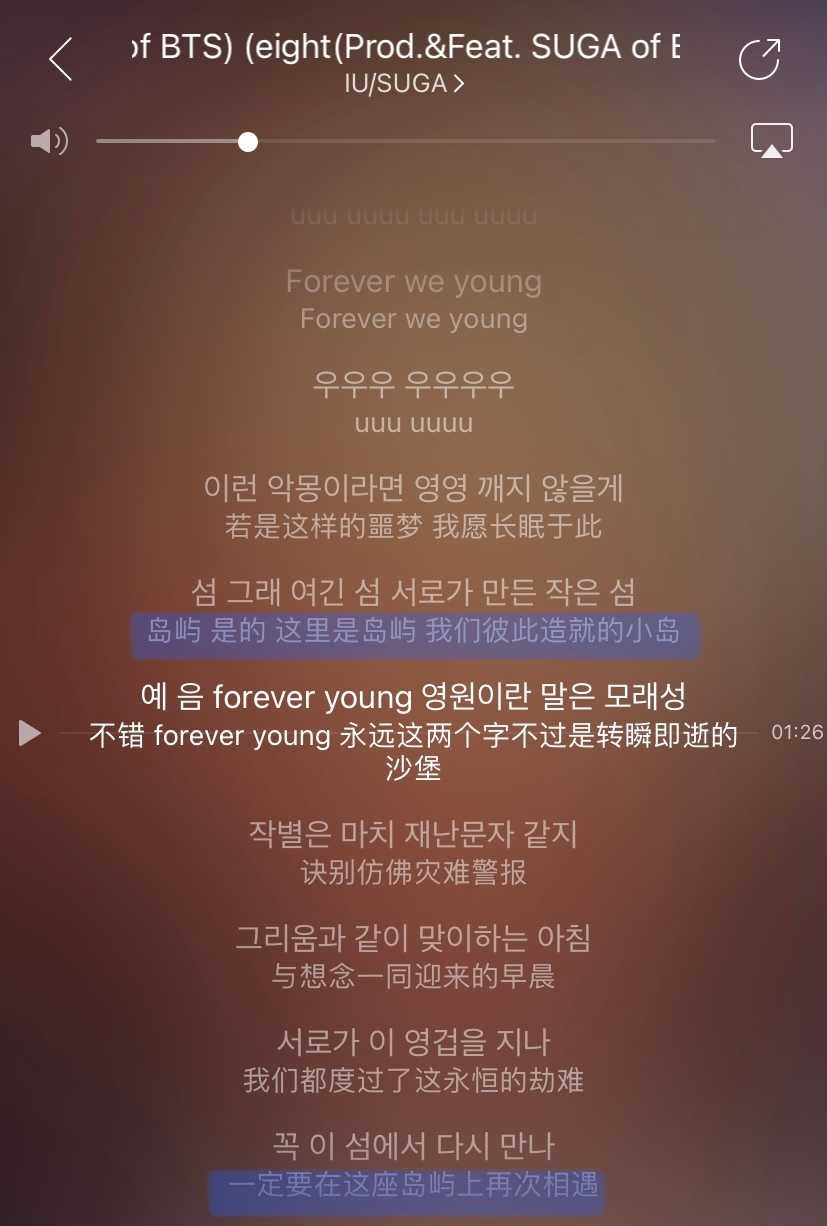 of BTS) (eight(Prod.&Feat. SUGA of B
IU/SUGA
uuu uuuu uuu uuuu
Forever we young
Forever we young
우우우 우우우우
uuu uuuu
이런 악몽이라면 영영 깨지 않을게
若是这样的噩梦 我愿长眠于此
섬 그래 여긴 섬 서로가 만든 작은 섬
岛屿 是的 这里是岛屿 我们彼此造就的小岛
예 음 forever young 영원이란 말은 모래성
不错 forever young 永远这两个字不过是转瞬即逝的
沙堡
01:26
작별은 마치 재난문자 같지
诀别仿佛灾难警报
그리움과 같이 맞이하는 아침
与想念一同迎来的早晨
서로가 이 영겁을 지나
我们都度过了这永恒的劫难
꼭 이 섬에서 다시 만나
一定要在这座岛屿上再次相遇